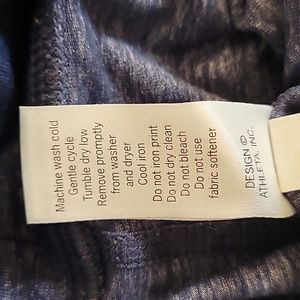 Machine wash cold
Gentle cycle
Tumble dry low
Remove promptly
from washer
and dryer
Cool iron
Do not iron print
Do not dry clean
Do not bleach
Do not use
fabric softener
DESIGN ©
ATHLETA INC.